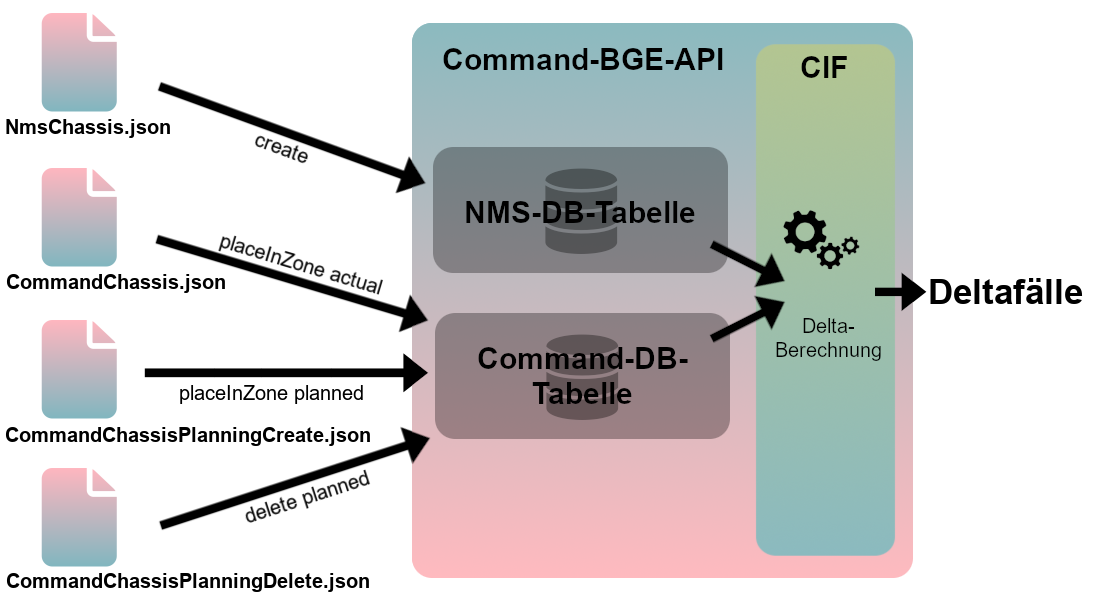 NmsChassis.json
create
CommandChassis.json
placeInZone actual
placeInZone planned
CommandChassisPlanningCreate.json
delete planned
CommandChassisPlanningDelete.json
Command-BGE-API
NMS-DB-Tabelle
Command-DB-
Tabelle
CIF
Delta-
Berechnung
Deltafälle